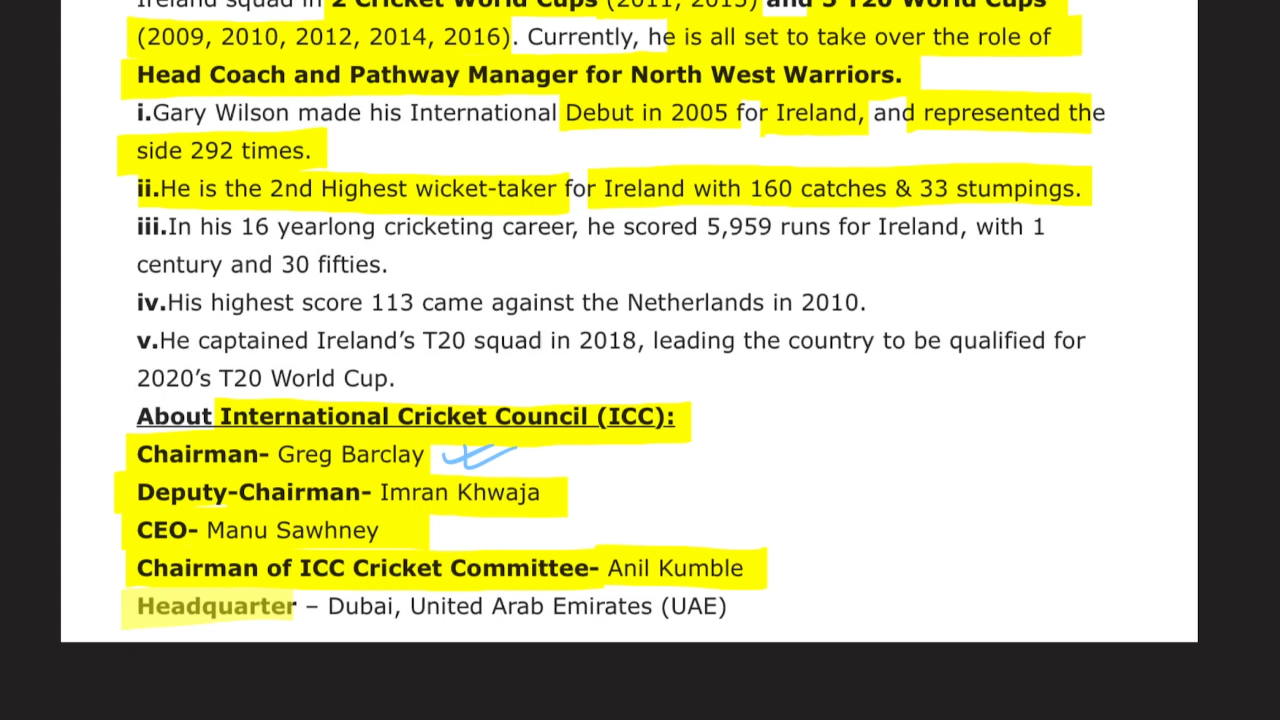 Ireland squad in 2 Cricket World Cups (2011, 2015) and 5 T20 World Cups
(2009, 2010, 2012, 2014, 2016). Currently, he is all set to take over the role of
Head Coach and Pathway Manager for North West Warriors.
i.Gary Wilson made his International Debut in 2005 for Ireland, and represented the
side 292 times.
ii.He is the 2nd Highest wicket-taker for Ireland with 160 catches & 33 stumpings.
iii.In his 16 yearlong cricketing career, he scored 5,959 runs for Ireland, with 1
century and 30 fifties.
iv.His highest score 113 came against the Netherlands in 2010.
v.He captained Ireland’s T20 squad in 2018, leading the country to be qualified for
2020’s T20 World Cup.
About International Cricket Council (ICC):
Chairman- Greg Barclay
Deputy-Chairman- Imran Khwaja
CEO- Manu Sawhney
Chairman of ICC Cricket Committee- Anil Kumble
Headquarter – Dubai, United Arab Emirates (UAE)